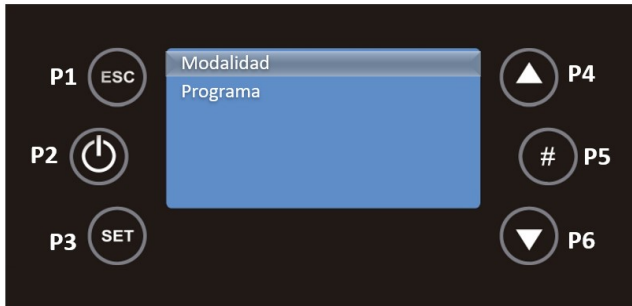 P1 ESC
P2
P3 SET
Modalidad
Programa
P4
# P5
P6